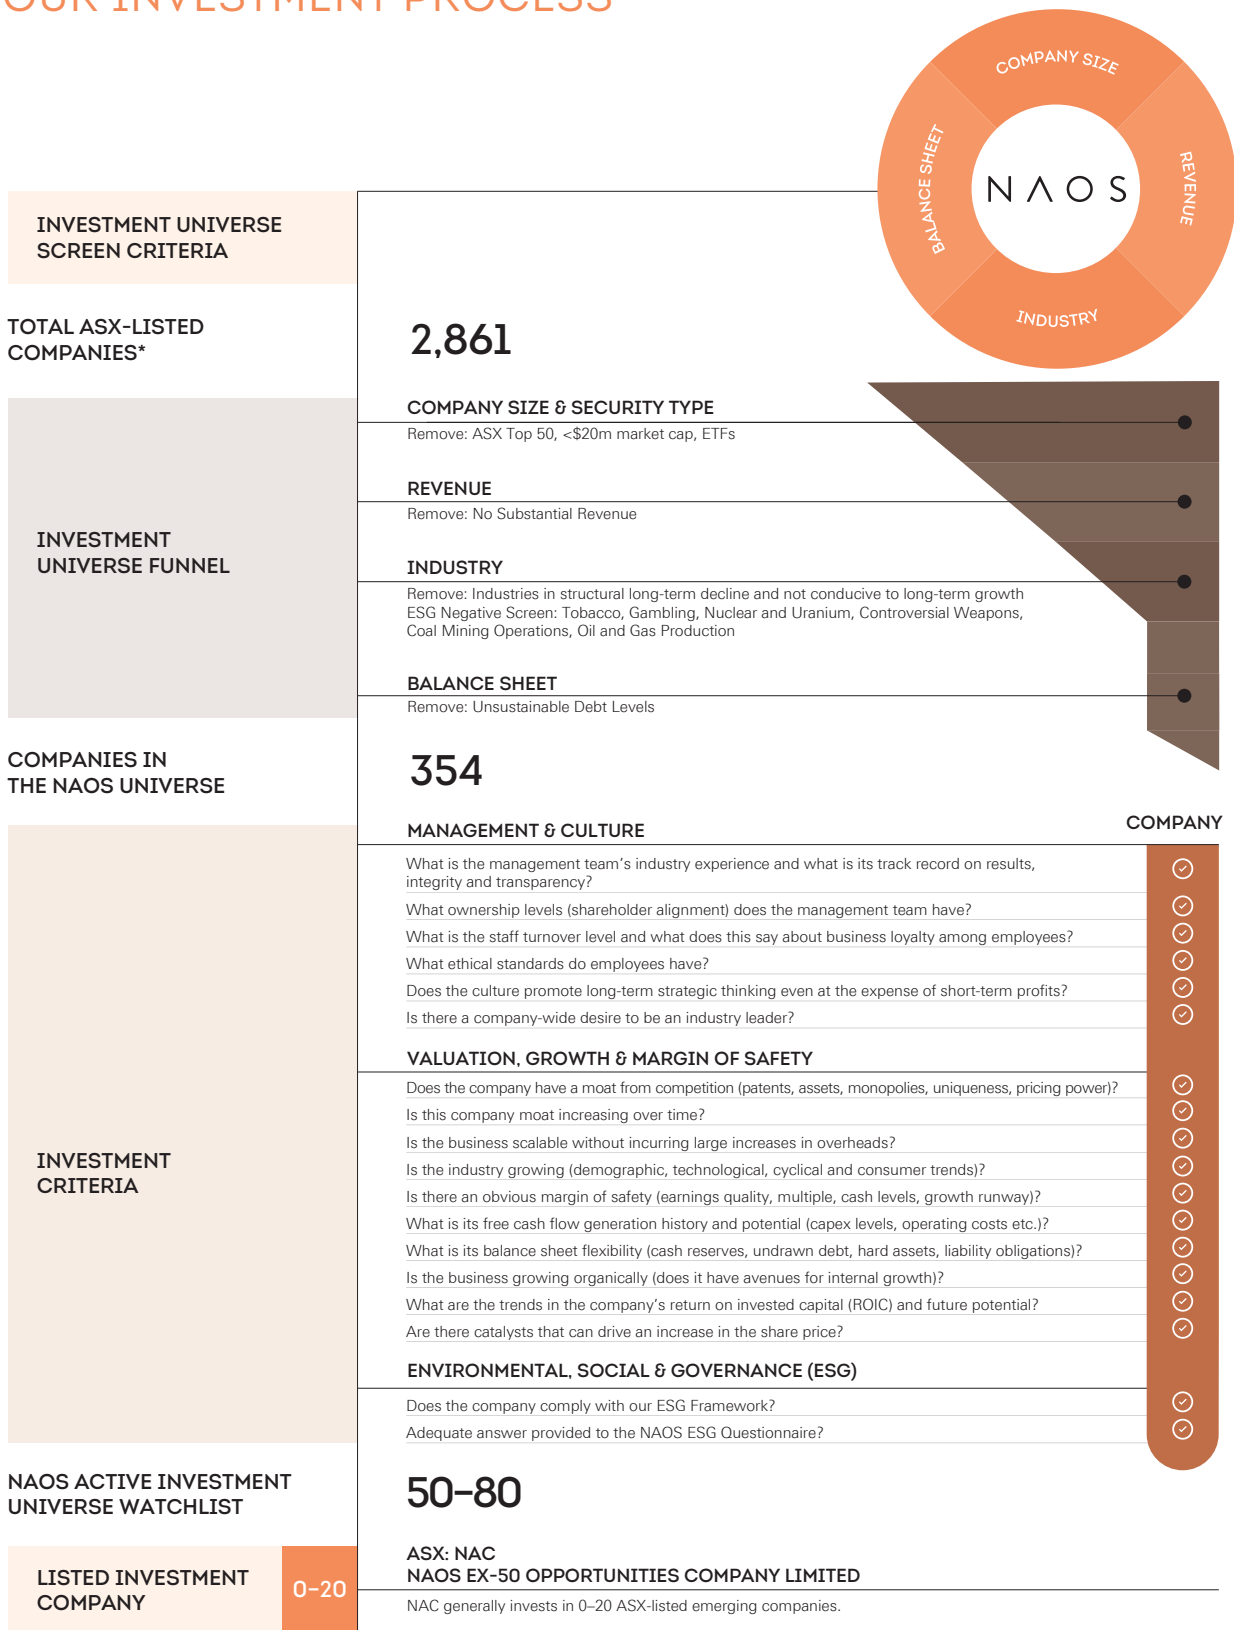 OUR INVESTMENT PROCESS
COMPANY SIZE
BALANCE SHEET
NAOS
REVENUE
INDUSTRY
INVESTMENT UNIVERSE
SCREEN CRITERIA
TOTAL ASX-LISTED
COMPANIES*
2,861
INVESTMENT
UNIVERSE FUNNEL
COMPANY SIZE & SECURITY TYPE
Remove: ASX Top 50, <$20m market cap, ETFs
REVENUE
Remove: No Substantial Revenue
INDUSTRY
Remove: Industries in structural long-term decline and not conducive to long-term growth
ESG Negative Screen: Tobacco, Gambling, Nuclear and Uranium, Controversial Weapons,
Coal Mining Operations, Oil and Gas Production
BALANCE SHEET
Remove: Unsustainable Debt Levels
COMPANIES IN
THE NAOS UNIVERSE
354
INVESTMENT
CRITERIA
MANAGEMENT & CULTURE
COMPANY
What is the management team’s industry experience and what is its track record on results,
integrity and transparency?
What ownership levels (shareholder alignment) does the management team have?
What is the staff turnover level and what does this say about business loyalty among employees?
What ethical standards do employees have?
Does the culture promote long-term strategic thinking even at the expense of short-term profits?
Is there a company-wide desire to be an industry leader?
VALUATION, GROWTH & MARGIN OF SAFETY
Does the company have a moat from competition (patents, assets, monopolies, uniqueness, pricing power)?
Is this company moat increasing over time?
Is the business scalable without incurring large increases in overheads?
Is the industry growing (demographic, technological, cyclical and consumer trends)?
Is there an obvious margin of safety (earnings quality, multiple, cash levels, growth runway)?
What is its free cash flow generation history and potential (capex levels, operating costs etc.)?
What is its balance sheet flexibility (cash reserves, undrawn debt, hard assets, liability obligations)?
Is the business growing organically (does it have avenues for internal growth)?
What are the trends in the company’s return on invested capital (ROIC) and future potential?
Are there catalysts that can drive an increase in the share price?
ENVIRONMENTAL, SOCIAL & GOVERNANCE (ESG)
Does the company comply with our ESG Framework?
Adequate answer provided to the NAOS ESG Questionnaire?
NAOS ACTIVE INVESTMENT
UNIVERSE WATCHLIST
50–80
LISTED INVESTMENT
COMPANY
0–20
ASX: NAC
NAOS EX-50 OPPORTUNITIES COMPANY LIMITED
NAC generally invests in 0–20 ASX-listed emerging companies.